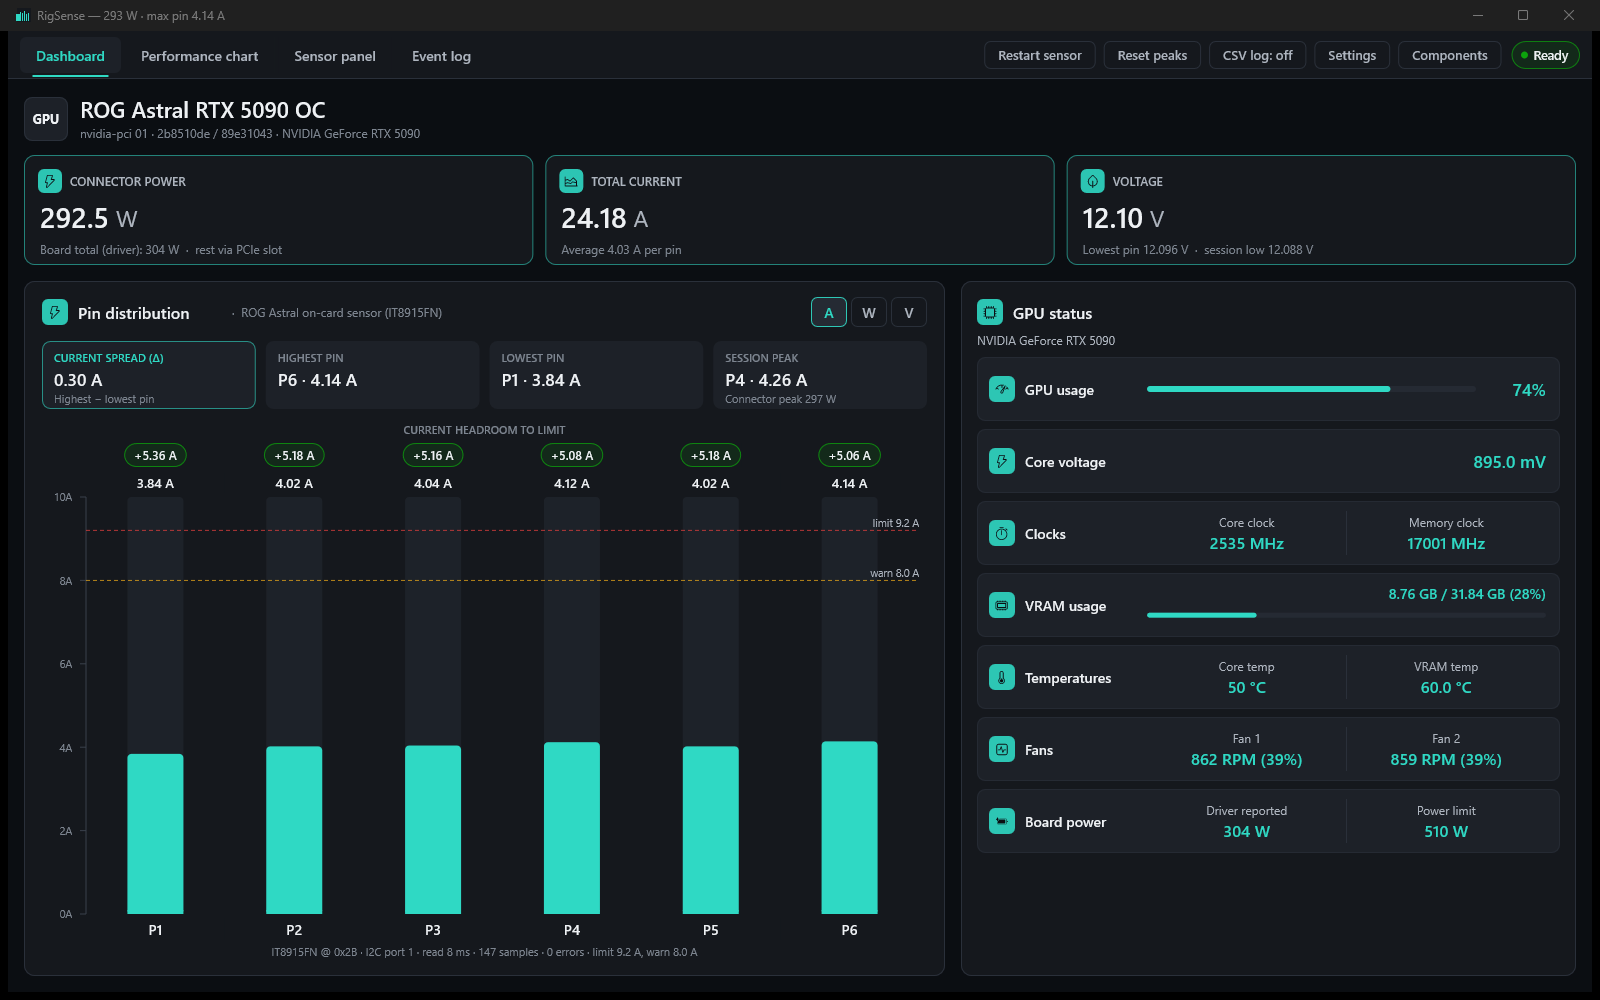 RigSense — 293 W · max pin 4.14 A
Dashboard
Performance chart
Sensor panel
Event log
Restart sensor
Reset peaks
CSV log: off
Settings
Components
Ready
GPU
ROG Astral RTX 5090 OC
nvidia-pci 01 · 2b8510de / 89e31043 · NVIDIA GeForce RTX 5090
CONNECTOR POWER
292.5 W
Board total (driver): 304 W · rest via PCIe slot
TOTAL CURRENT
24.18 A
Average 4.03 A per pin
VOLTAGE
12.10 V
Lowest pin 12.096 V · session low 12.088 V
Pin distribution
· ROG Astral on-card sensor (IT8915FN)
A
W
V
CURRENT SPREAD (Δ)
0.30 A
Highest − lowest pin
HIGHEST PIN
P6 · 4.14 A
LOWEST PIN
P1 · 3.84 A
SESSION PEAK
P4 · 4.26 A
Connector peak 297 W
CURRENT HEADROOM TO LIMIT
+5.36 A
+5.18 A
+5.16 A
+5.08 A
+5.18 A
+5.06 A
3.84 A
4.02 A
4.04 A
4.12 A
4.02 A
4.14 A
10A
limit 9.2 A
warn 8.0 A
8A
6A
4A
2A
0A
P1
P2
P3
P4
P5
P6
IT8915FN @ 0x2B · I2C port 1 · read 8 ms · 147 samples · 0 errors · limit 9.2 A, warn 8.0 A
GPU status
NVIDIA GeForce RTX 5090
GPU usage
74%
Core voltage
895.0 mV
Clocks
Core clock
2535 MHz
Memory clock
17001 MHz
VRAM usage
8.76 GB / 31.84 GB (28%)
Temperatures
Core temp
50 °C
VRAM temp
60.0 °C
Fans
Fan 1
862 RPM (39%)
Fan 2
859 RPM (39%)
Board power
Driver reported
304 W
Power limit
510 W